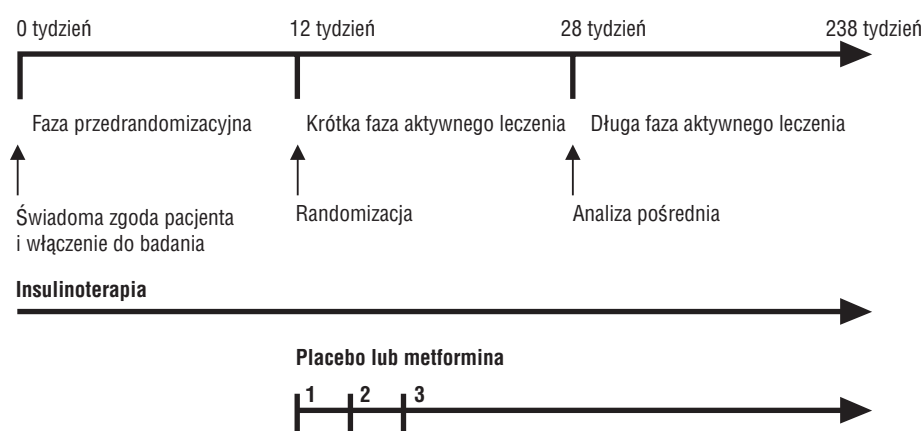 0 tydzień 12 tydzień 28 tydzień 238 tydzień
Faza przedrandomizacyjna Krótka faza aktywnego leczenia Długa faza aktywnego leczenia
Świadoma zgoda pacjenta
i włączenie do badania
Randomizacja
Analiza pośrednia
Insulinoterapia
Placebo lub metformina
1 2 3